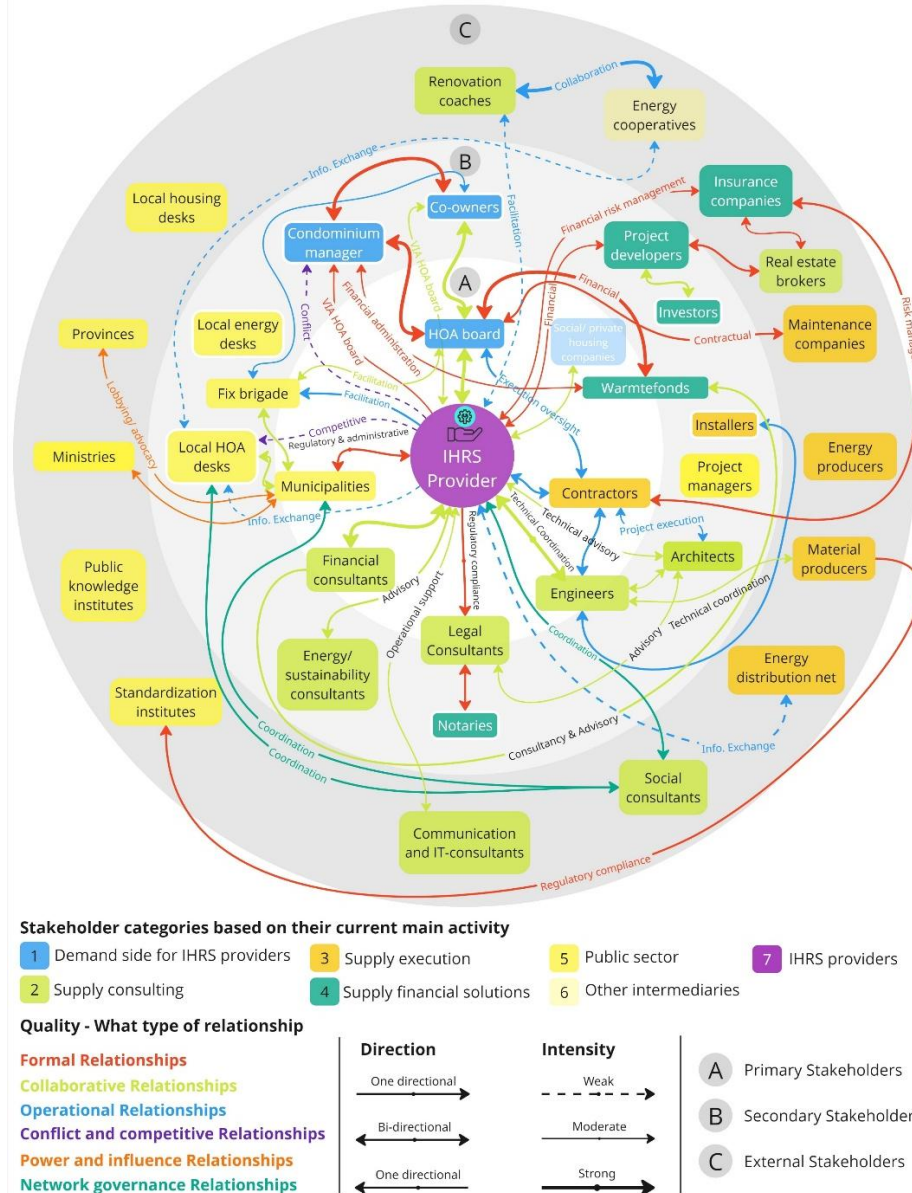 C
Renovation
coaches
Collaboration
Energy
cooperatives
Info. Exchange
B
Local housing
desks
Co-owners
Facilitation
Financial risk management
Insurance
companies
Condominium
manager
VIA HOA board
Project
developers
Real estate
brokers
A
Financial
Financial
Investors
Risk manag
Conflict
VIA HOA board
Financial administration
HOA board
Social/ private
housing
companies
Contractual
Maintenance
companies
Provinces
Local energy
desks
Lobbying/ advocacy
Fix brigade
Facilitation
Facilitation
Execution oversight
Warmtefonds
Installers
Competitive
Regulatory & administrative
Local HOA
desks
IHRS
Provider
Energy
producers
Ministries
Municipalities
Project
managers
Contractors
Info. Exchange
Technical advisory
Technical Coordination
Project execution
Regulatory compliance
Architects
Material
producers
Public
knowledge
institutes
Financial
consultants
Advisory
Operational support
Engineers
Technical coordination
Legal
Consultants
Coordination
Advisory
Energy/
sustainability
consultants
Energy
distribution net
Standardization
institutes
Notaries
Coordination
Coordination
Consultancy & Advisory
Info. Exchange
Social
consultants
Communication
and IT-consultants
Regulatory compliance
Stakeholder categories based on their current main activity
1 Demand side for IHRS providers
3 Supply execution
5 Public sector
7 IHRS providers
2 Supply consulting
4 Supply financial solutions
6 Other intermediaries
Quality - What type of relationship
Formal Relationships
Collaborative Relationships
Operational Relationships
Conflict and competitive Relationships
Power and influence Relationships
Network governance Relationships
Direction
One directional
Bi-directional
One directional
Intensity
Weak
Moderate
Strong
A Primary Stakeholders
B Secondary Stakeholder
C External Stakeholders